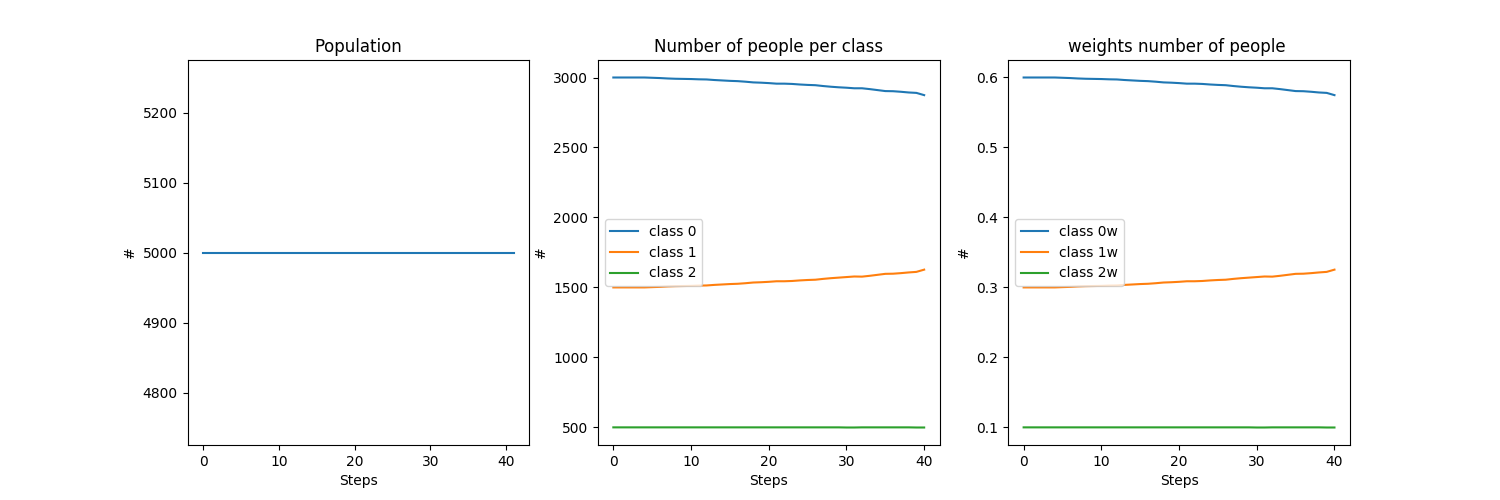 Population
5200
5100
5000
4900
4800
#
0 10 20 30 40
Steps
Number of people per class
3000
2500
2000
1500
1000
500
#
class 0
class 1
class 2
0 10 20 30 40
Steps
weights number of people
0.6
0.5
0.4
0.3
0.2
0.1
#
class 0w
class 1w
class 2w
0 10 20 30 40
Steps